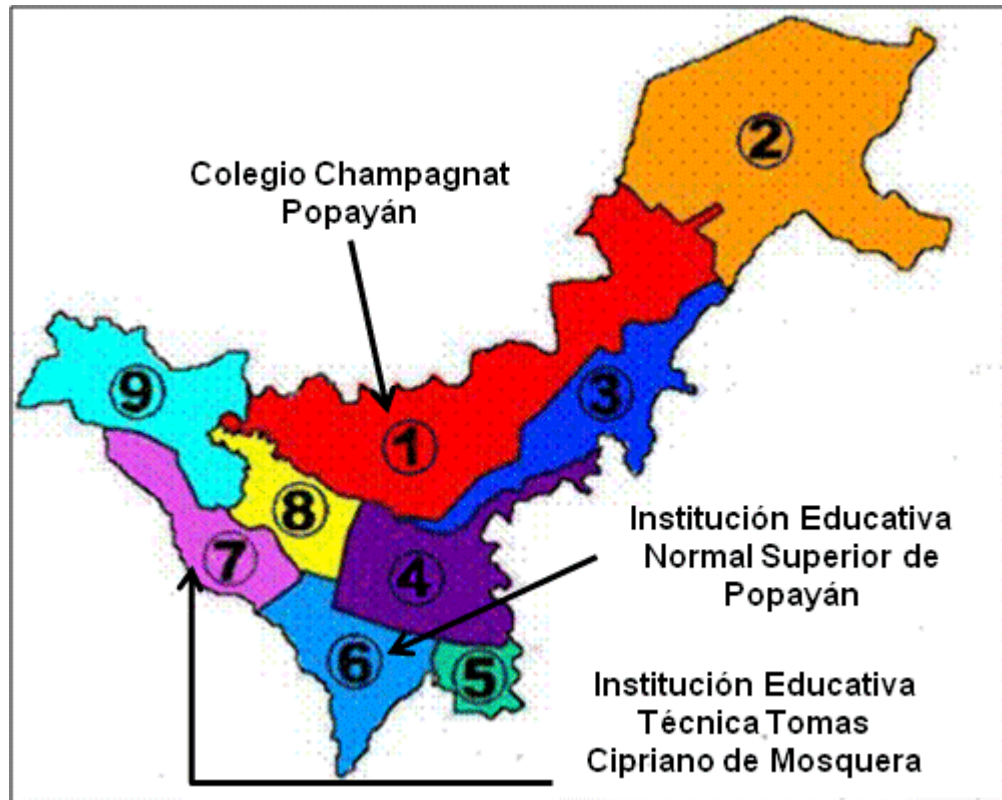 2
Colegio Champagnat
Popayán
9
3
1
8
Institución Educativa
Normal Superior de
Popayán
7
4
6
5
Institución Educativa
Técnica Tomas
Cipriano de Mosquera